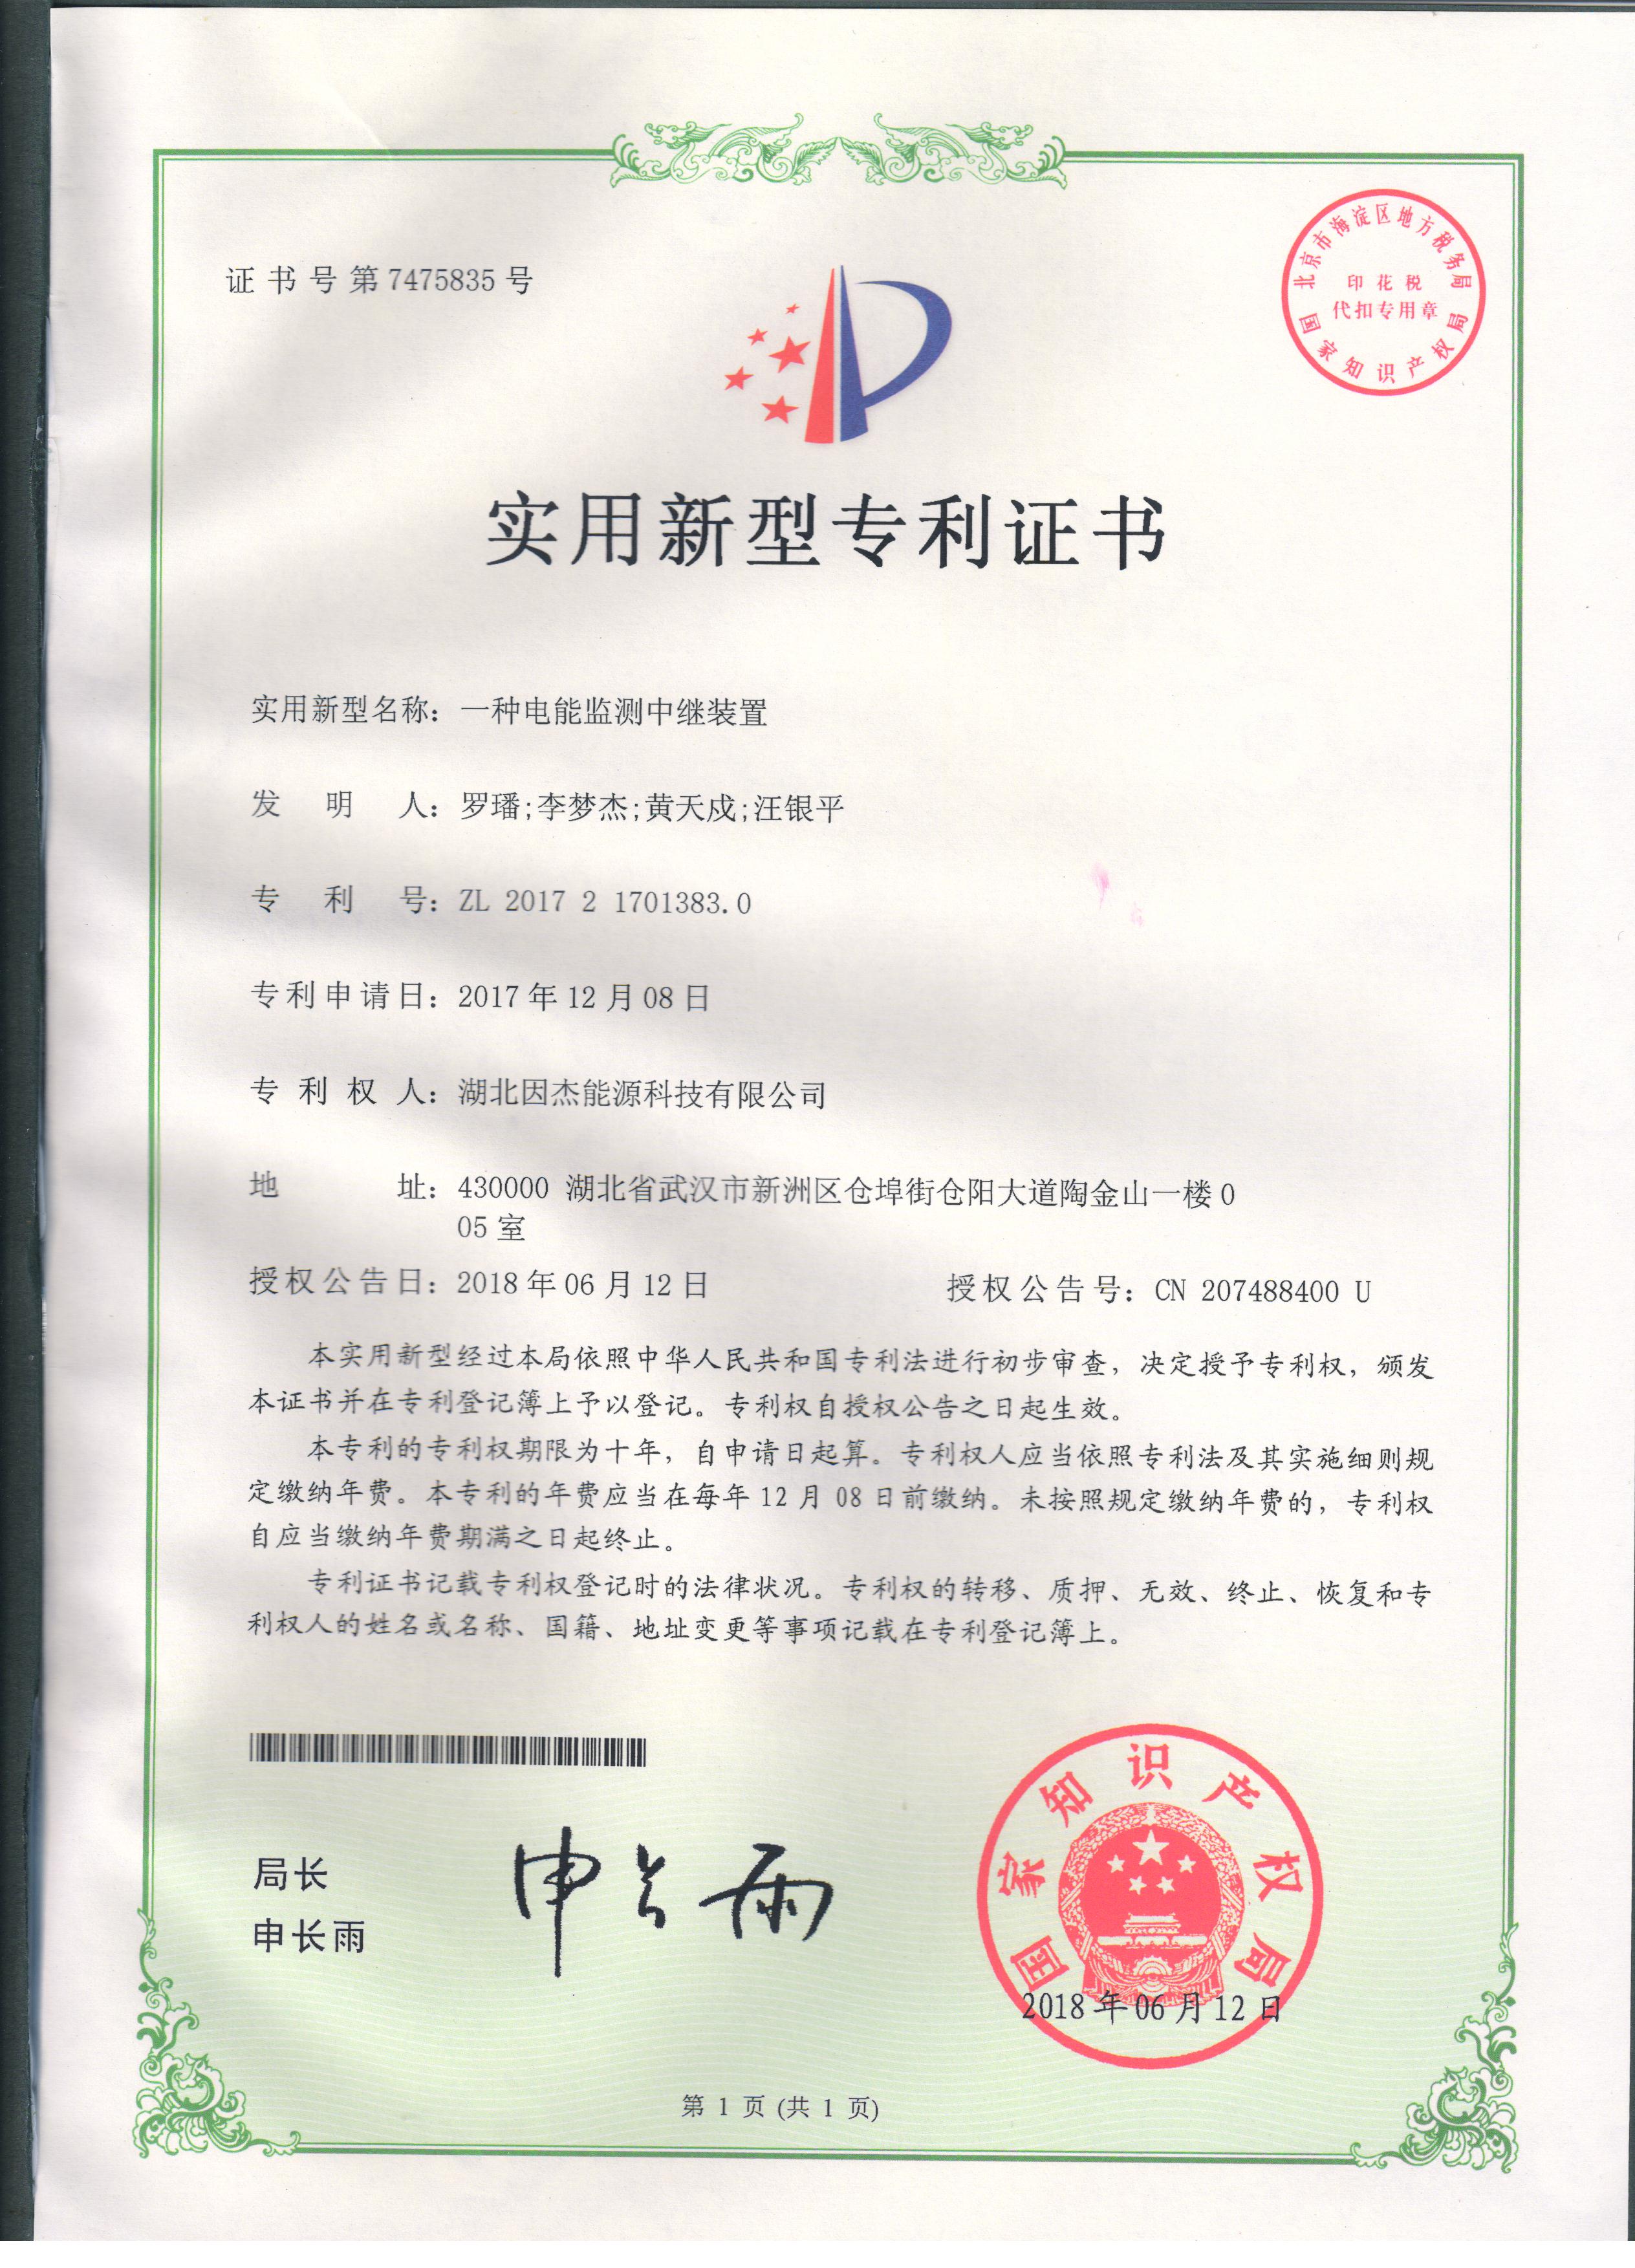 证书号第7475835号
北京市海淀区地方税务局
印花税
代扣专用章
国家知识产权局
实用新型专利证书
实用新型名称：一种电能监测中继装置
发明人：罗璠;李梦杰;黄天戍;汪银平
专利号：ZL 2017 2 1701383.0
专利申请日：2017年12月08日
专利权人：湖北因杰能源科技有限公司
地址：430000 湖北省武汉市新洲区仓埠街仓阳大道陶金山一楼0
05室
授权公告日：2018年06月12日 授权公告号：CN 207488400 U
本实用新型经过本局依照中华人民共和国专利法进行初步审查，决定授予专利权，颁发
本证书并在专利登记簿上予以登记。专利权自授权公告之日起生效。
本专利的专利权期限为十年，自申请日起算。专利权人应当依照专利法及其实施细则规
定缴纳年费。本专利的年费应当在每年12月08日前缴纳。未按照规定缴纳年费的，专利权
自应当缴纳年费期满之日起终止。
专利证书记载专利权登记时的法律状况。专利权的转移、质押、无效、终止、恢复和专
利权人的姓名或名称、国籍、地址变更等事项记载在专利登记簿上。
局长
申长雨
申长雨
国家知识产权局
2018年06月12日
第 1 页 (共 1 页)